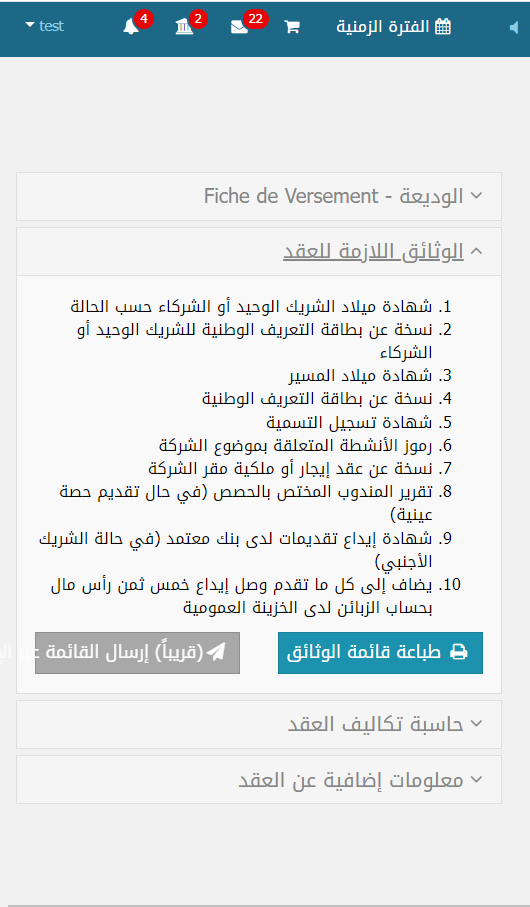 الفترة الزمنية
22
2
4
test
الوديعة - Fiche de Versement
الوثائق اللازمة للعقد
1. شهادة ميلاد الشريك الوحيد أو الشركاء حسب الحالة
2. نسخة عن بطاقة التعريف الوطنية للشريك الوحيد أو
الشركاء
3. شهادة ميلاد المسير
4. نسخة عن بطاقة التعريف الوطنية
5. شهادة تسجيل التسمية
6. رموز الأنشطة المتعلقة بموضوع الشركة
7. نسخة عن عقد إيجار أو ملكية مقر الشركة
8. تقرير المندوب المختص بالحصص (في حال تقديم حصة
عينية)
9. شهادة إيداع تقديمات لدى بنك معتمد (في حالة الشريك
الأجنبي)
10. يضاف إلى كل ما تقدم وصل إيداع خمس ثمن رأس مال
بحساب الزبائن لدى الخزينة العمومية
طباعة قائمة الوثائق
(قريباً) إرسال القائمة
حاسبة تكاليف العقد
معلومات إضافية عن العقد